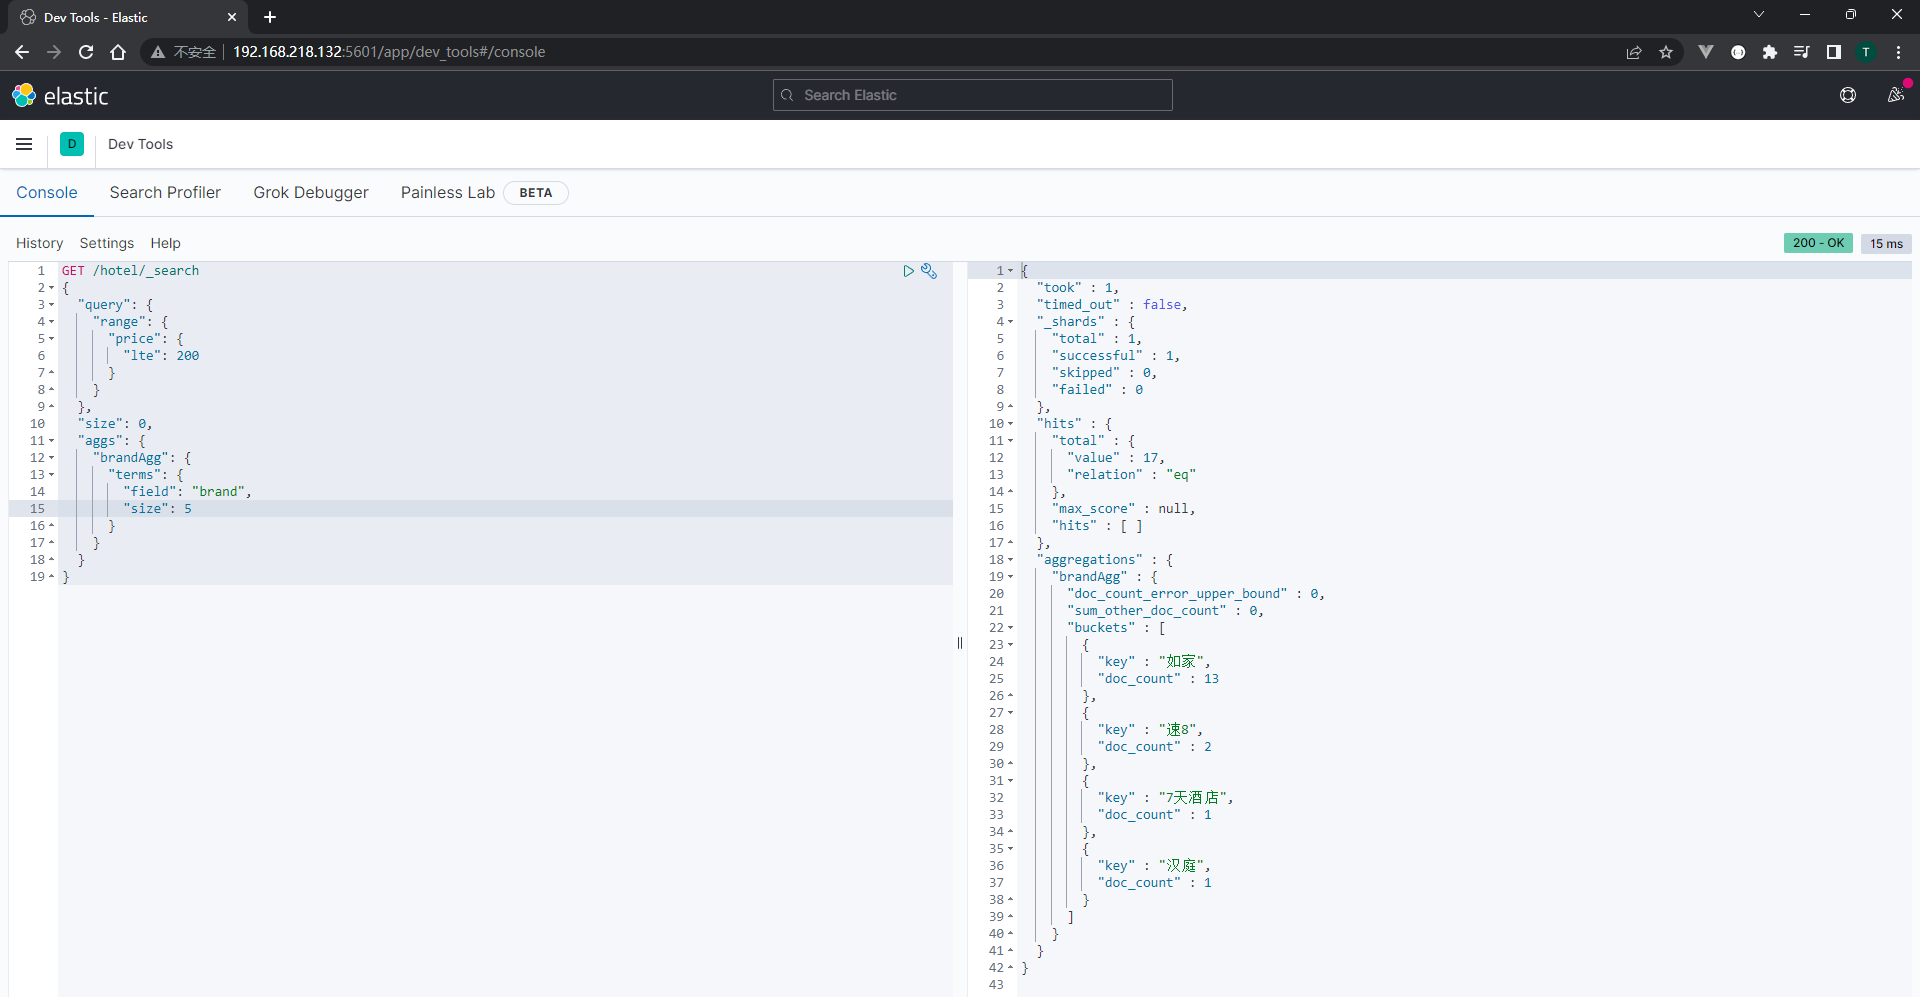 Dev Tools - Elastic
不安全 192.168.218.132:5601/app/dev_tools#/console
T
elastic
Search Elastic
D
Dev Tools
Console Search Profiler Grok Debugger Painless Lab BETA
History Settings Help
200 - OK 15 ms
1 GET /hotel/_search
2 {
3 "query": {
4 "range": {
5 "price": {
6 "lte": 200
7 }
8 }
9 },
10 "size": 0,
11 "aggs": {
12 "brandAgg": {
13 "terms": {
14 "field": "brand",
15 "size": 5
16 }
17 }
18 }
19 }
1 {
2 "took" : 1,
3 "timed_out" : false,
4 "_shards" : {
5 "total" : 1,
6 "successful" : 1,
7 "skipped" : 0,
8 "failed" : 0
9 },
10 "hits" : {
11 "total" : {
12 "value" : 17,
13 "relation" : "eq"
14 },
15 "max_score" : null,
16 "hits" : [ ]
17 },
18 "aggregations" : {
19 "brandAgg" : {
20 "doc_count_error_upper_bound" : 0,
21 "sum_other_doc_count" : 0,
22 "buckets" : [
23 {
24 "key" : "如家",
25 "doc_count" : 13
26 },
27 {
28 "key" : "速8",
29 "doc_count" : 2
30 },
31 {
32 "key" : "7天酒店",
33 "doc_count" : 1
34 },
35 {
36 "key" : "汉庭",
37 "doc_count" : 1
38 }
39 ]
40 }
41 }
42 }
43